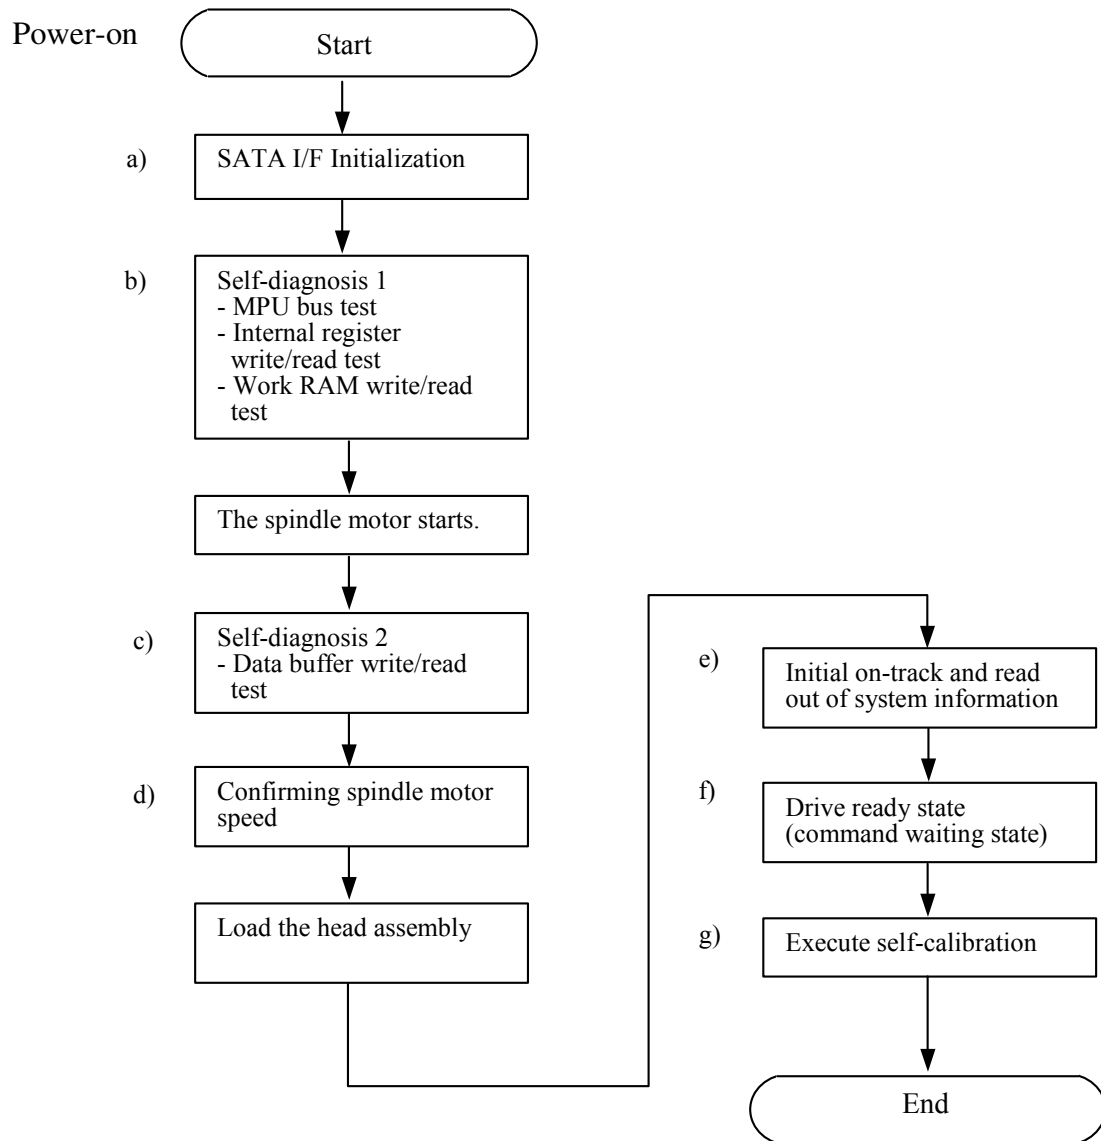 Power-on
Start
a)
SATA I/F Initialization
b)
Self-diagnosis 1
- MPU bus test
- Internal register
write/read test
- Work RAM write/read
test
The spindle motor starts.
c)
Self-diagnosis 2
- Data buffer write/read
test
d)
Confirming spindle motor
speed
Load the head assembly
e)
Initial on-track and read
out of system information
f)
Drive ready state
(command waiting state)
g)
Execute self-calibration
End